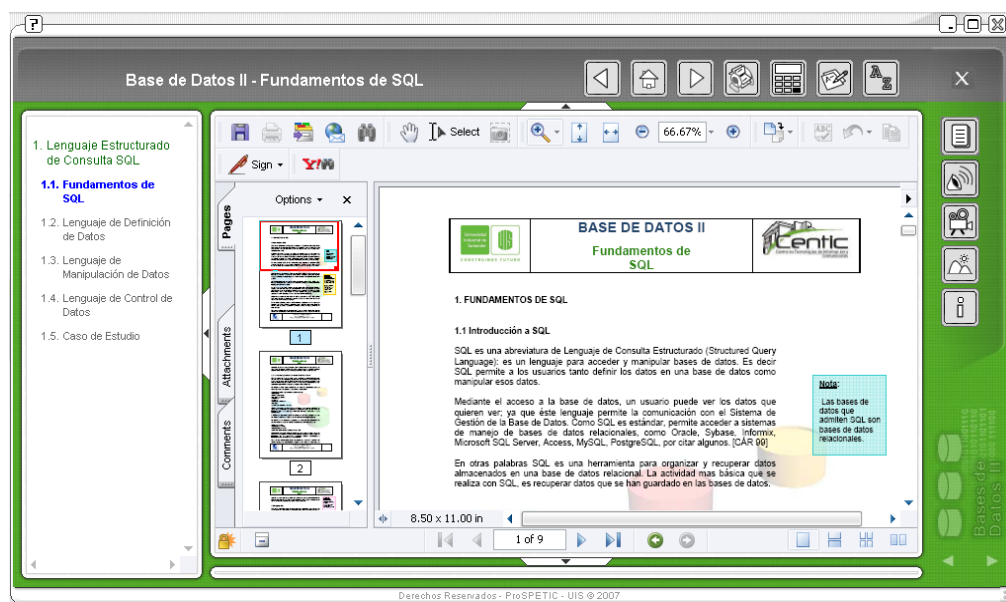 ?
Base de Datos II - Fundamentos de SQL
A Z
X
1. Lenguaje Estructurado
de Consulta SQL
1.1. Fundamentos de
SQL
1.2. Lenguaje de Definición
de Datos
1.3. Lenguaje de
Manipulación de Datos
1.4. Lenguaje de Control de
Datos
1.5. Caso de Estudio
Select
66.67%
Sign
Y!
Options
x
Pages
Attachments
Comments
1
2
Universidad
Industrial de
Santander
CONSTRUIMOS FUTURO
BASE DE DATOS II
Fundamentos de
SQL
Centic
1. FUNDAMENTOS DE SQL
1.1 Introducción a SQL
SQL es una abreviatura de Lenguaje de Consulta Estructurado (Structured Query
Language): es un lenguaje para acceder y manipular bases de datos. Es decir
SQL permite a los usuarios tanto definir los datos en una base de datos como
manipular esos datos.
Mediante el acceso a la base de datos, un usuario puede ver los datos que
quieren ver; ya que éste lenguaje permite la comunicación con el Sistema de
Gestión de la Base de Datos. Como SQL es estándar, permite acceder a sistemas
de manejo de bases de datos relacionales, como Oracle, Sybase, Informix,
Microsoft SQL Server, Access, MySQL, PostgreSQL, por citar algunos. [CÁR 99]
En otras palabras SQL es una herramienta para organizar y recuperar datos
almacenados en una base de datos relacional. La actividad mas básica que se
realiza con SQL, es recuperar datos que se han guardado en las bases de datos.
Nota:
Las bases de
datos que
admiten SQL son
bases de datos
relacionales.
8.50 x 11.00 in
1 of 9
Bases de
Datos II
Derechos Reservados - ProSPETIC - UIS © 2007